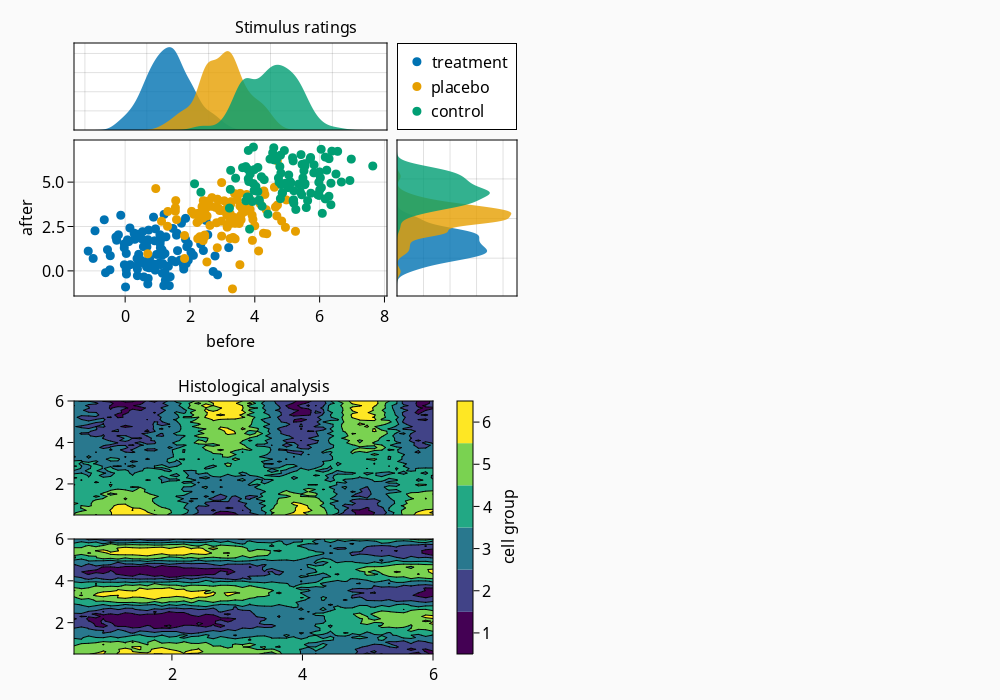 Stimulus ratings
treatment
placebo
control
after
5.0
2.5
0.0
0 2 4 6 8
before
Histological analysis
6
4
2
6
4
2
2 4 6
6
5
4
3
2
1
cell group